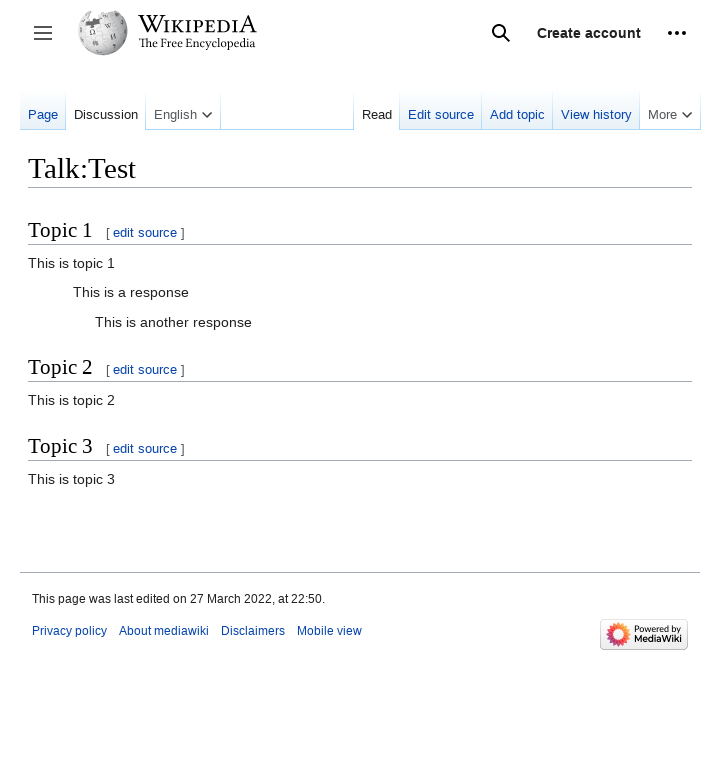 WIKIPEDIA
The Free Encyclopedia
Create account
Page Discussion English Read Edit source Add topic View history More
Talk:Test
Topic 1 [ edit source ]
This is topic 1
This is a response
This is another response
Topic 2 [ edit source ]
This is topic 2
Topic 3 [ edit source ]
This is topic 3
This page was last edited on 27 March 2022, at 22:50.
Privacy policy About mediawiki Disclaimers Mobile view
Powered by
MediaWiki